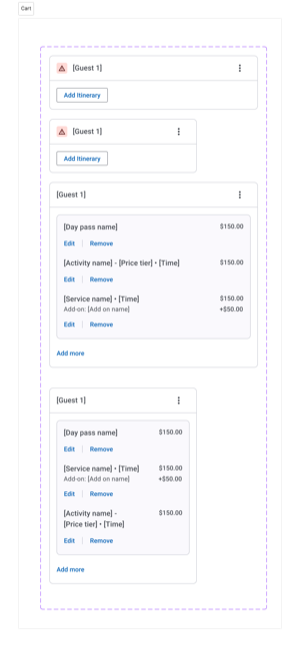 Cart
[Guest 1]
Add Itinerary
[Guest 1]
Add Itinerary
[Guest 1]
[Day pass name] $150.00
Edit Remove
[Activity name] - [Price tier] • [Time] $150.00
Edit Remove
[Service name] • [Time] $150.00
Add-on: [Add on name] +$50.00
Edit Remove
Add more
[Guest 1]
[Day pass name] $150.00
Edit Remove
[Service name] • [Time] $150.00
Add-on: [Add on name] +$50.00
Edit Remove
[Activity name] - $150.00
[Price tier] • [Time]
Edit Remove
Add more